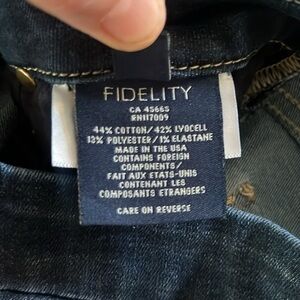 FIDELITY
CA 45665
RN117009
44% COTTON/42% LYOCELL
13% POLYESTER/1% ELASTANE
MADE IN THE USA
CONTAINS FOREIGN
COMPONENTS/
FAIT AUX ETATS-UNIS
CONTENANT LES
COMPOSANTS ETRANGERS
CARE ON REVERSE